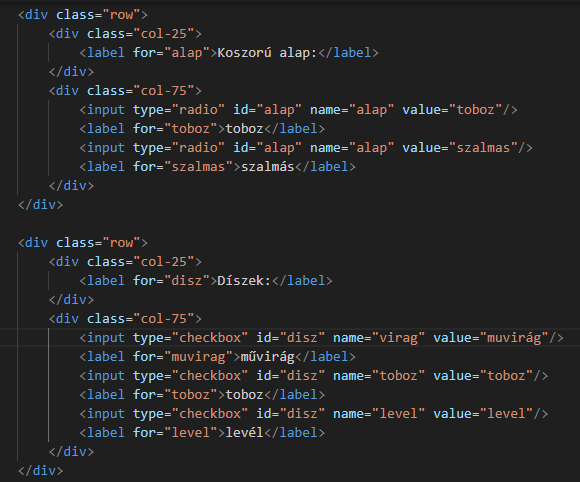 <div class="row">
    <div class="col-25">
        <label for="alap">Koszorú alap:</label>
    </div>
    <div class="col-75">
        <input type="radio" id="alap" name="alap" value="toboz"/>
        <label for="toboz">toboz</label>
        <input type="radio" id="alap" name="alap" value="szalmas"/>
        <label for="szalmas">szalmás</label>
    </div>
</div>

<div class="row">
    <div class="col-25">
        <label for="disz">Díszek:</label>
    </div>
    <div class="col-75">
        <input type="checkbox" id="disz" name="virag" value="muvirág"/>
        <label for="muvirag">művirág</label>
        <input type="checkbox" id="disz" name="toboz" value="toboz"/>
        <label for="toboz">toboz</label>
        <input type="checkbox" id="disz" name="level" value="level"/>
        <label for="level">levél</label>
    </div>
</div>